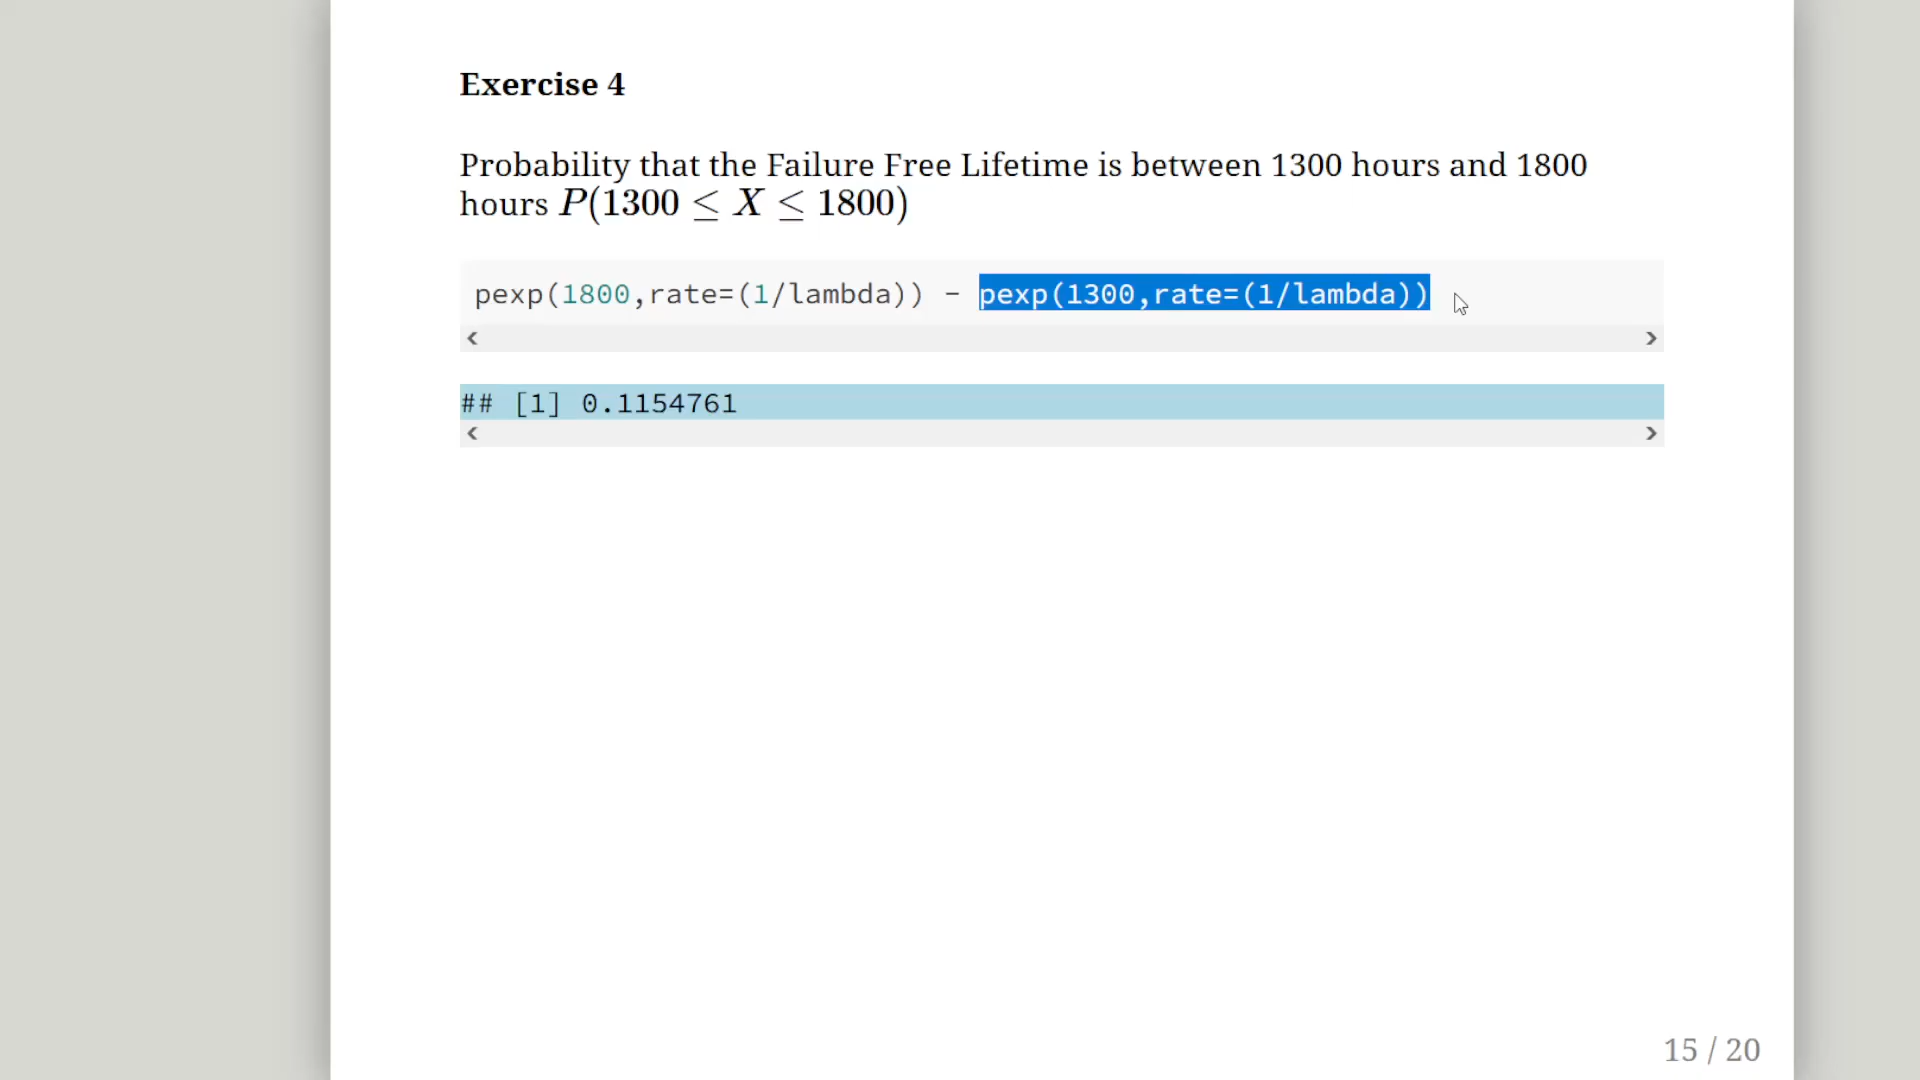 Exercise 4
Probability that the Failure Free Lifetime is between 1300 hours and 1800
hours P(1300 ≤ X ≤ 1800)
pexp(1800,rate=(1/lambda)) - pexp(1300,rate=(1/lambda))
## [1] 0.1154761
15 / 20